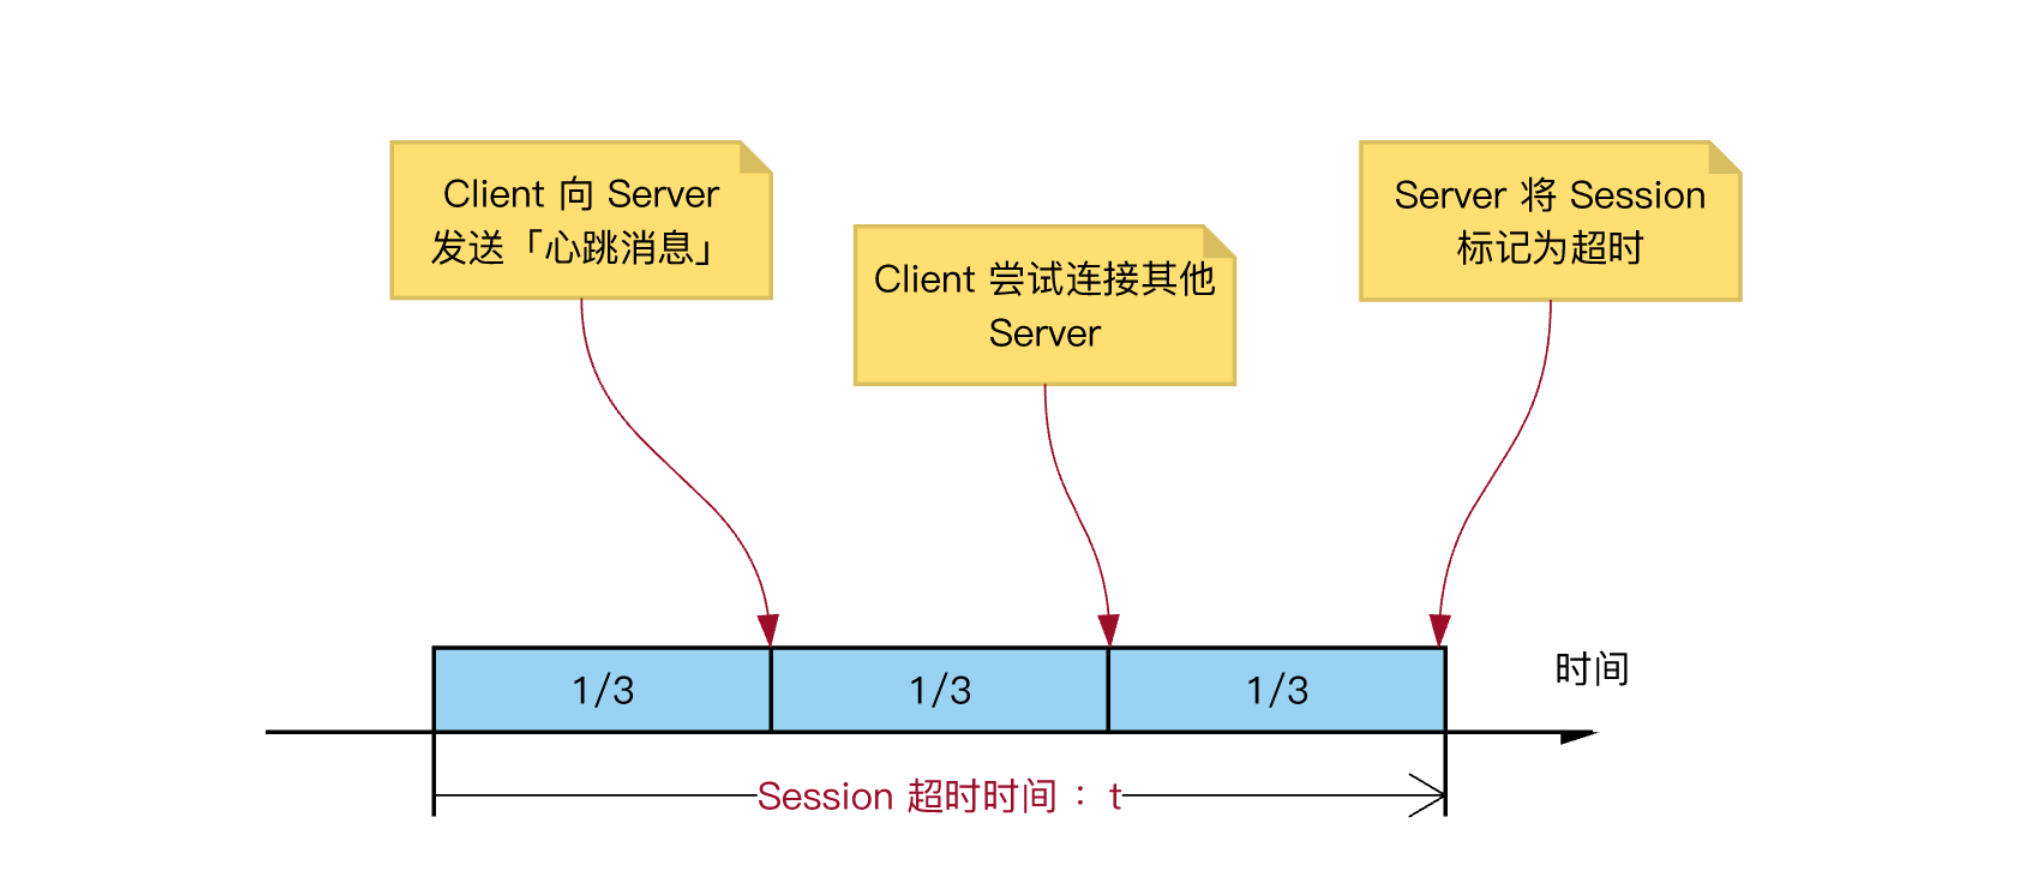 Client 向 Server
发送「心跳消息」
Client 尝试连接其他
Server
Server 将 Session
标记为超时
时间
1/3
1/3
1/3
Session 超时时间 : t